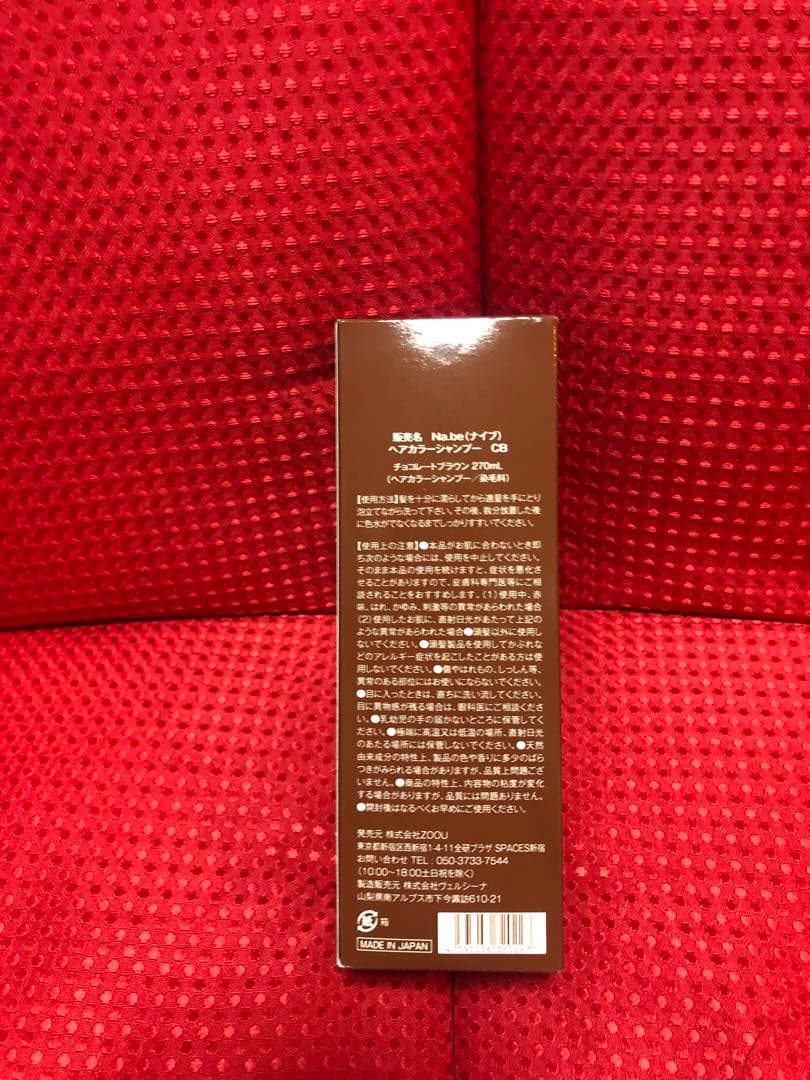 販売名 Na.be(ナイブ)
ヘアカラーシャンプー CB
チョコレートブラウン 270mL
(ヘアカラーシャンプー/染毛料)
【使用方法】髪を十分に濡らしてから適量を手にとり
泡立てながら洗って下さい。その後、数分放置した後
に色水がでなくなるまでしっかりすすいでください。
【使用上の注意】●本品がお肌に合わないとき即
ち次のような場合には、使用を中止してください。
そのまま本品の使用を続けますと、症状を悪化さ
せることがありますので、皮膚科専門医等にご相
談されることをおすすめします。(1)使用中、赤
味、はれ、かゆみ、刺激等の異常があらわれた場合
(2)使用したお肌に、直射日光があたって上記の
ような異常があらわれた場合●頭髪以外に使用し
ないでください。●頭髪製品を使用してかぶれな
どのアレルギー症状を起こしたことがある方は使
用しないでください。●傷やはれもの、しっしん等、
異常のある部位にはお使いにならないでください。
●目に入ったときは、直ちに洗い流してください。
目に異物感が残る場合は、眼科医にご相談くださ
い。●乳幼児の手の届かないところに保管してく
ださい。●極端に高温又は低温の場所、直射日光
のあたる場所には保管しないでください。●天然
由来成分の特性上、製品の色や香りに多少のばら
つきがみられる場合がありますが、品質上問題ござ
いません。●商品の特性上、内容物の粘度が変化
する場合がありますが、品質には問題ありません。
●開封後はなるべくお早めにご使用ください。
発売元 株式会社ZOOU
東京都新宿区西新宿1-4-11全研プラザ SPACES新宿
お問い合わせ TEL : 050-3733-7544
(10:00~18:00土日祝を除く)
製造販売元 株式会社ヴェルシーナ
山梨県南アルプス市下今諏訪610-21
紙 箱
MADE IN JAPAN